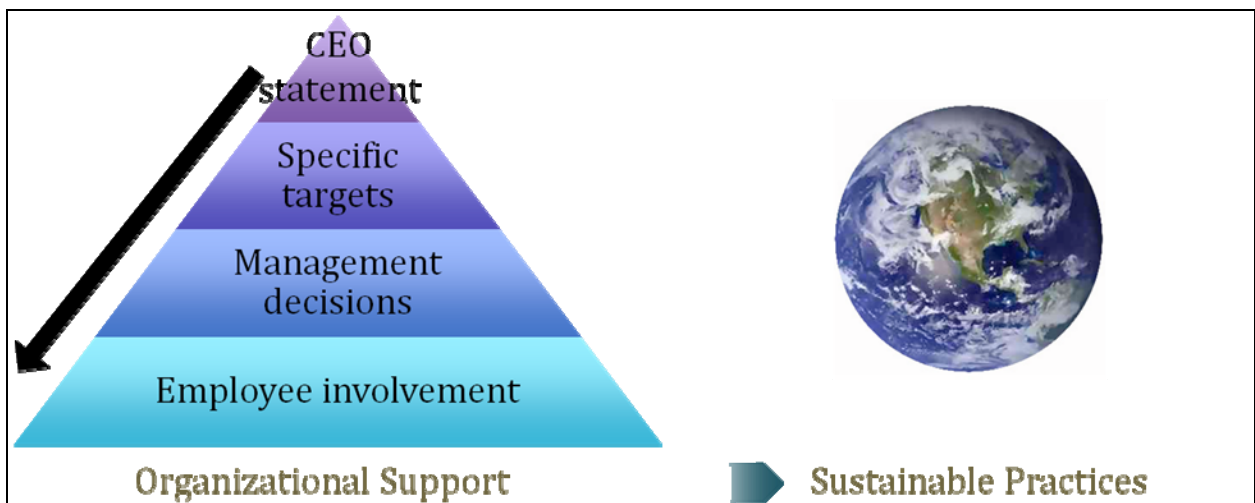 CEO
statement
Specific
targets
Management
decisions
Employee involvement
Organizational Support
Sustainable Practices